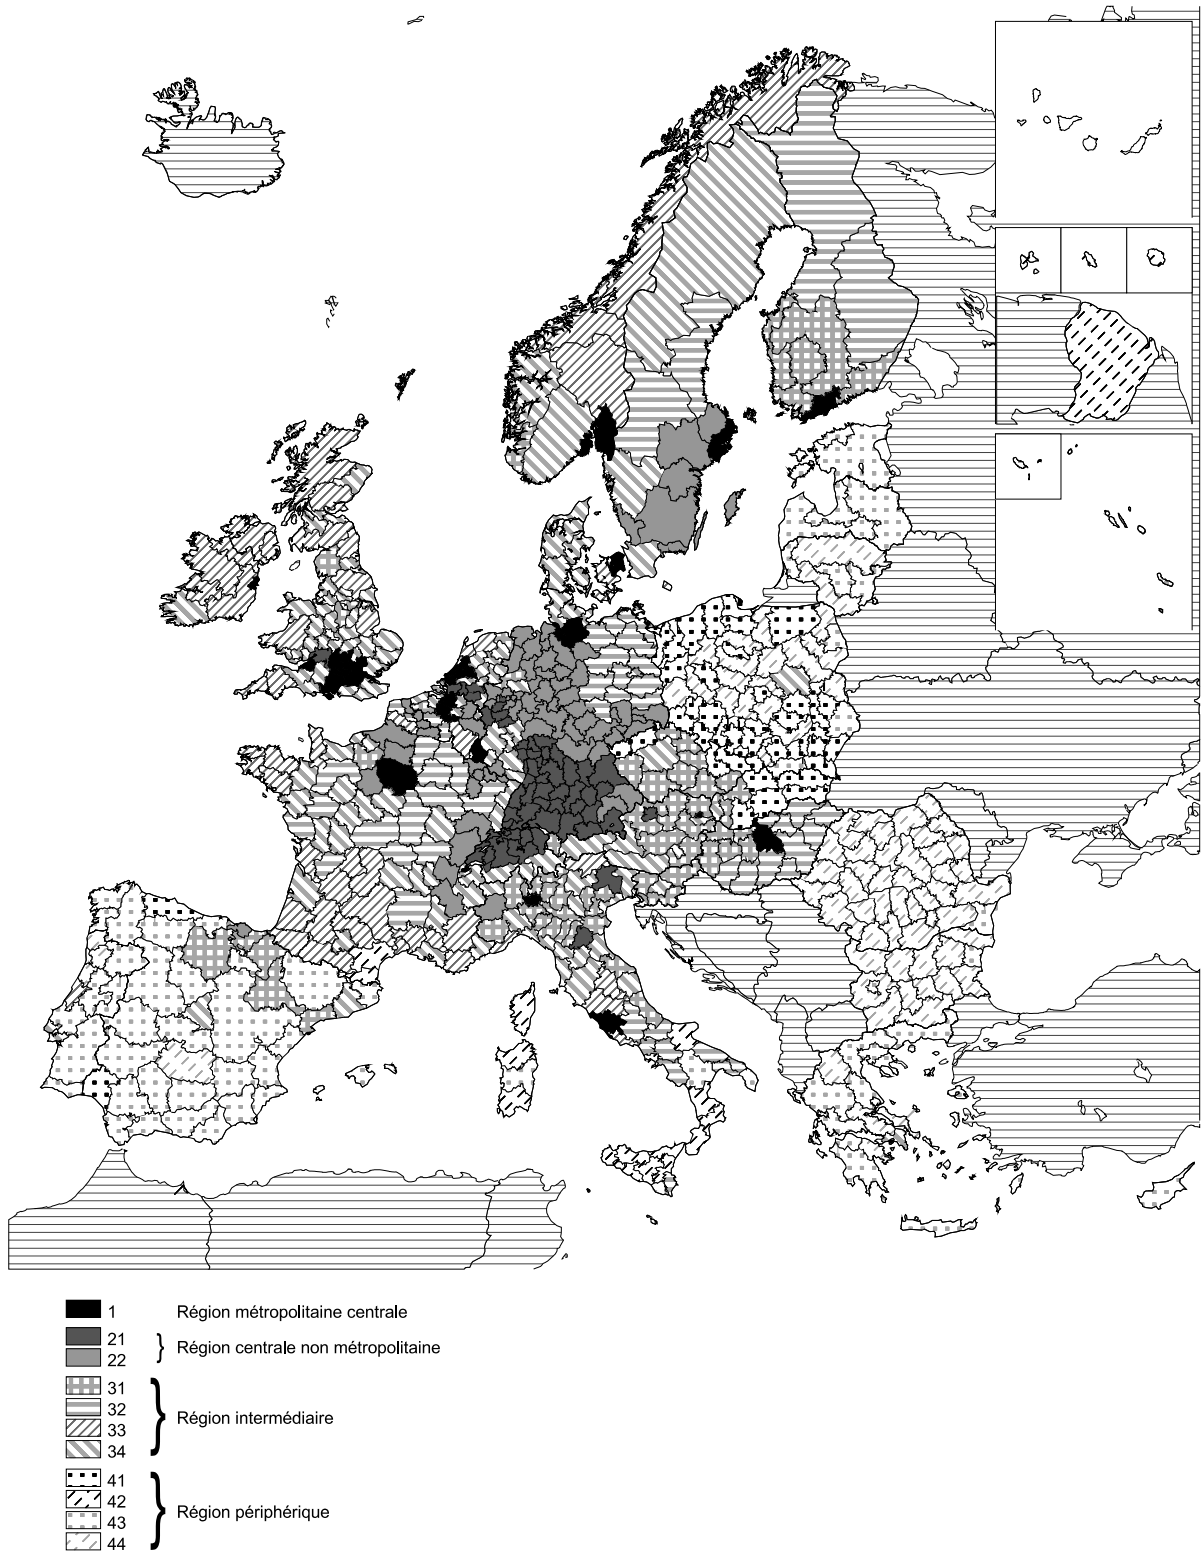 1 Région métropolitaine centrale
21
} Région centrale non métropolitaine
22
31
32
} Région intermédiaire
33
34
41
42
} Région périphérique
43
44